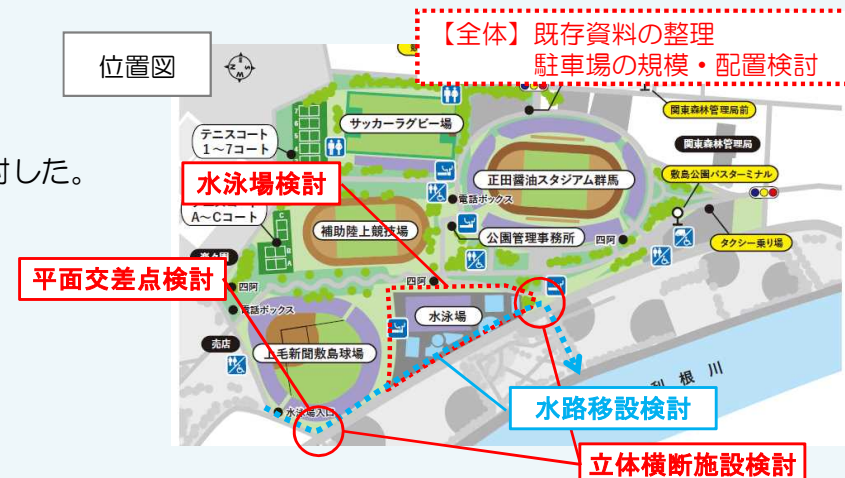 【全体】既存資料の整理
駐車場の規模・配置検討
位置図
討した。
関東森林管理局前
関東森林管理局
敷島公園バスターミナル
タクシー乗り場
サッカーラグビー場
テニスコート
1〜7コート
正田醤油スタジアム群馬
電話ボックス
水泳場検討
A〜Cコート
補助陸上競技場
公園管理事務所
四阿
平面交差点検討
四阿
四阿
電話ボックス
水泳場
売店
上毛新聞敷島球場
利根川
水泳場入口
水路移設検討
立体横断施設検討
7
6
5
4
3
2
1
C
B
A